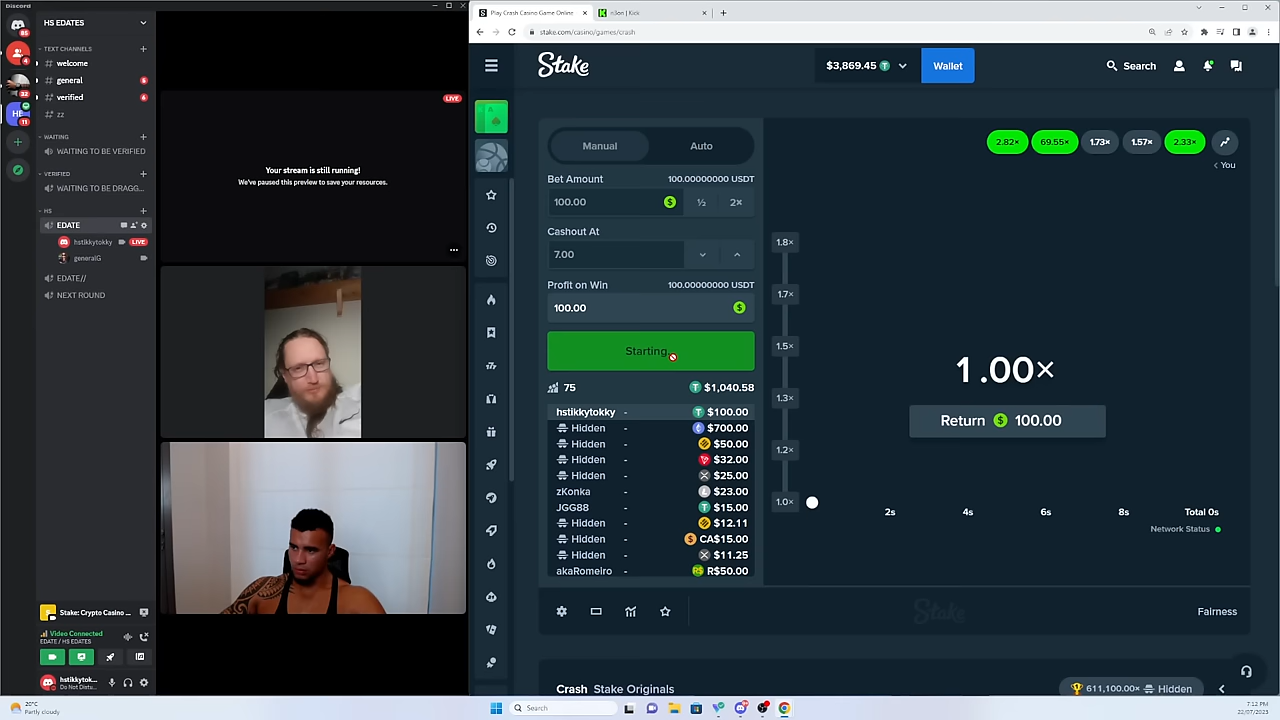 Discord
HS EDATES
TEXT CHANNELS
# welcome
# general 6
# verified 6
# zz
WAITING
WAITING TO BE VERIFIED
VERIFIED
WAITING TO BE DRAGG...
HS
EDATE
hstikkytokky LIVE
generalG
EDATE//
NEXT ROUND
Stake: Crypto Casino ...
Video Connected
EDATE / HS EDATES
hstikkytok...
Do Not Distu...
LIVE
Your stream is still running!
We've paused this preview to save your resources.
Play Crash Casino Game Online
n3on | Kick
stake.com/casino/games/crash
Stake
$3,869.45
Wallet
Search
Manual Auto
Bet Amount 100.00000000 USDT
100.00 ½ 2×
Cashout At
7.00
Profit on Win 100.00000000 USDT
100.00
Starting
75 $1,040.58
hstikkytokky - $100.00
Hidden - $700.00
Hidden - $50.00
Hidden - $32.00
Hidden - $25.00
zKonka - $23.00
JGG88 - $15.00
Hidden - $12.11
Hidden - CA$15.00
Hidden - $11.25
akaRomeiro - R$50.00
2.82× 69.55× 1.73× 1.57× 2.33×
You
1.8×
1.7×
1.5×
1.3×
1.2×
1.0×
1.00×
Return 100.00
2s 4s 6s 8s Total 0s
Network Status
Stake
Fairness
Crash Stake Originals
611,100.00× Hidden
20°C
Partly cloudy
Search
7:12 PM
22/07/2023